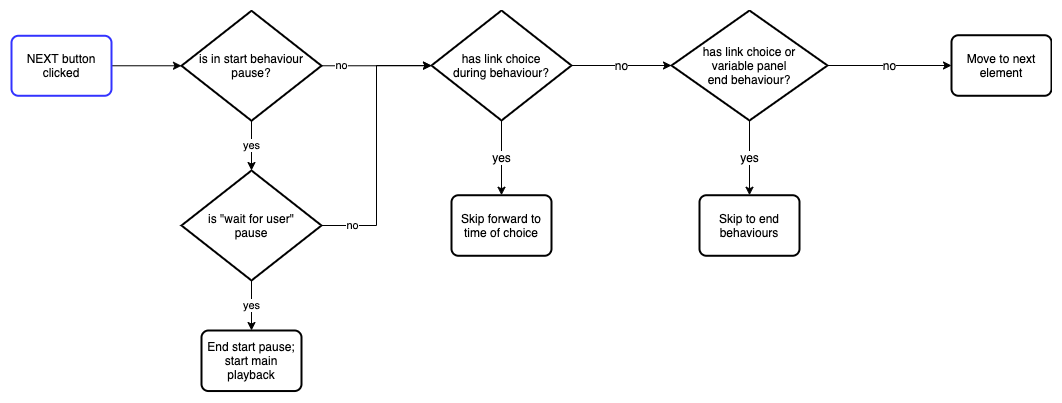 NEXT button
clicked
is in start behaviour
pause?
no
has link choice
during behaviour?
no
has link choice or
variable panel
end behaviour?
no
Move to next
element
yes
yes
yes
is "wait for user"
pause
no
Skip forward to
time of choice
Skip to end
behaviours
yes
End start pause;
start main
playback